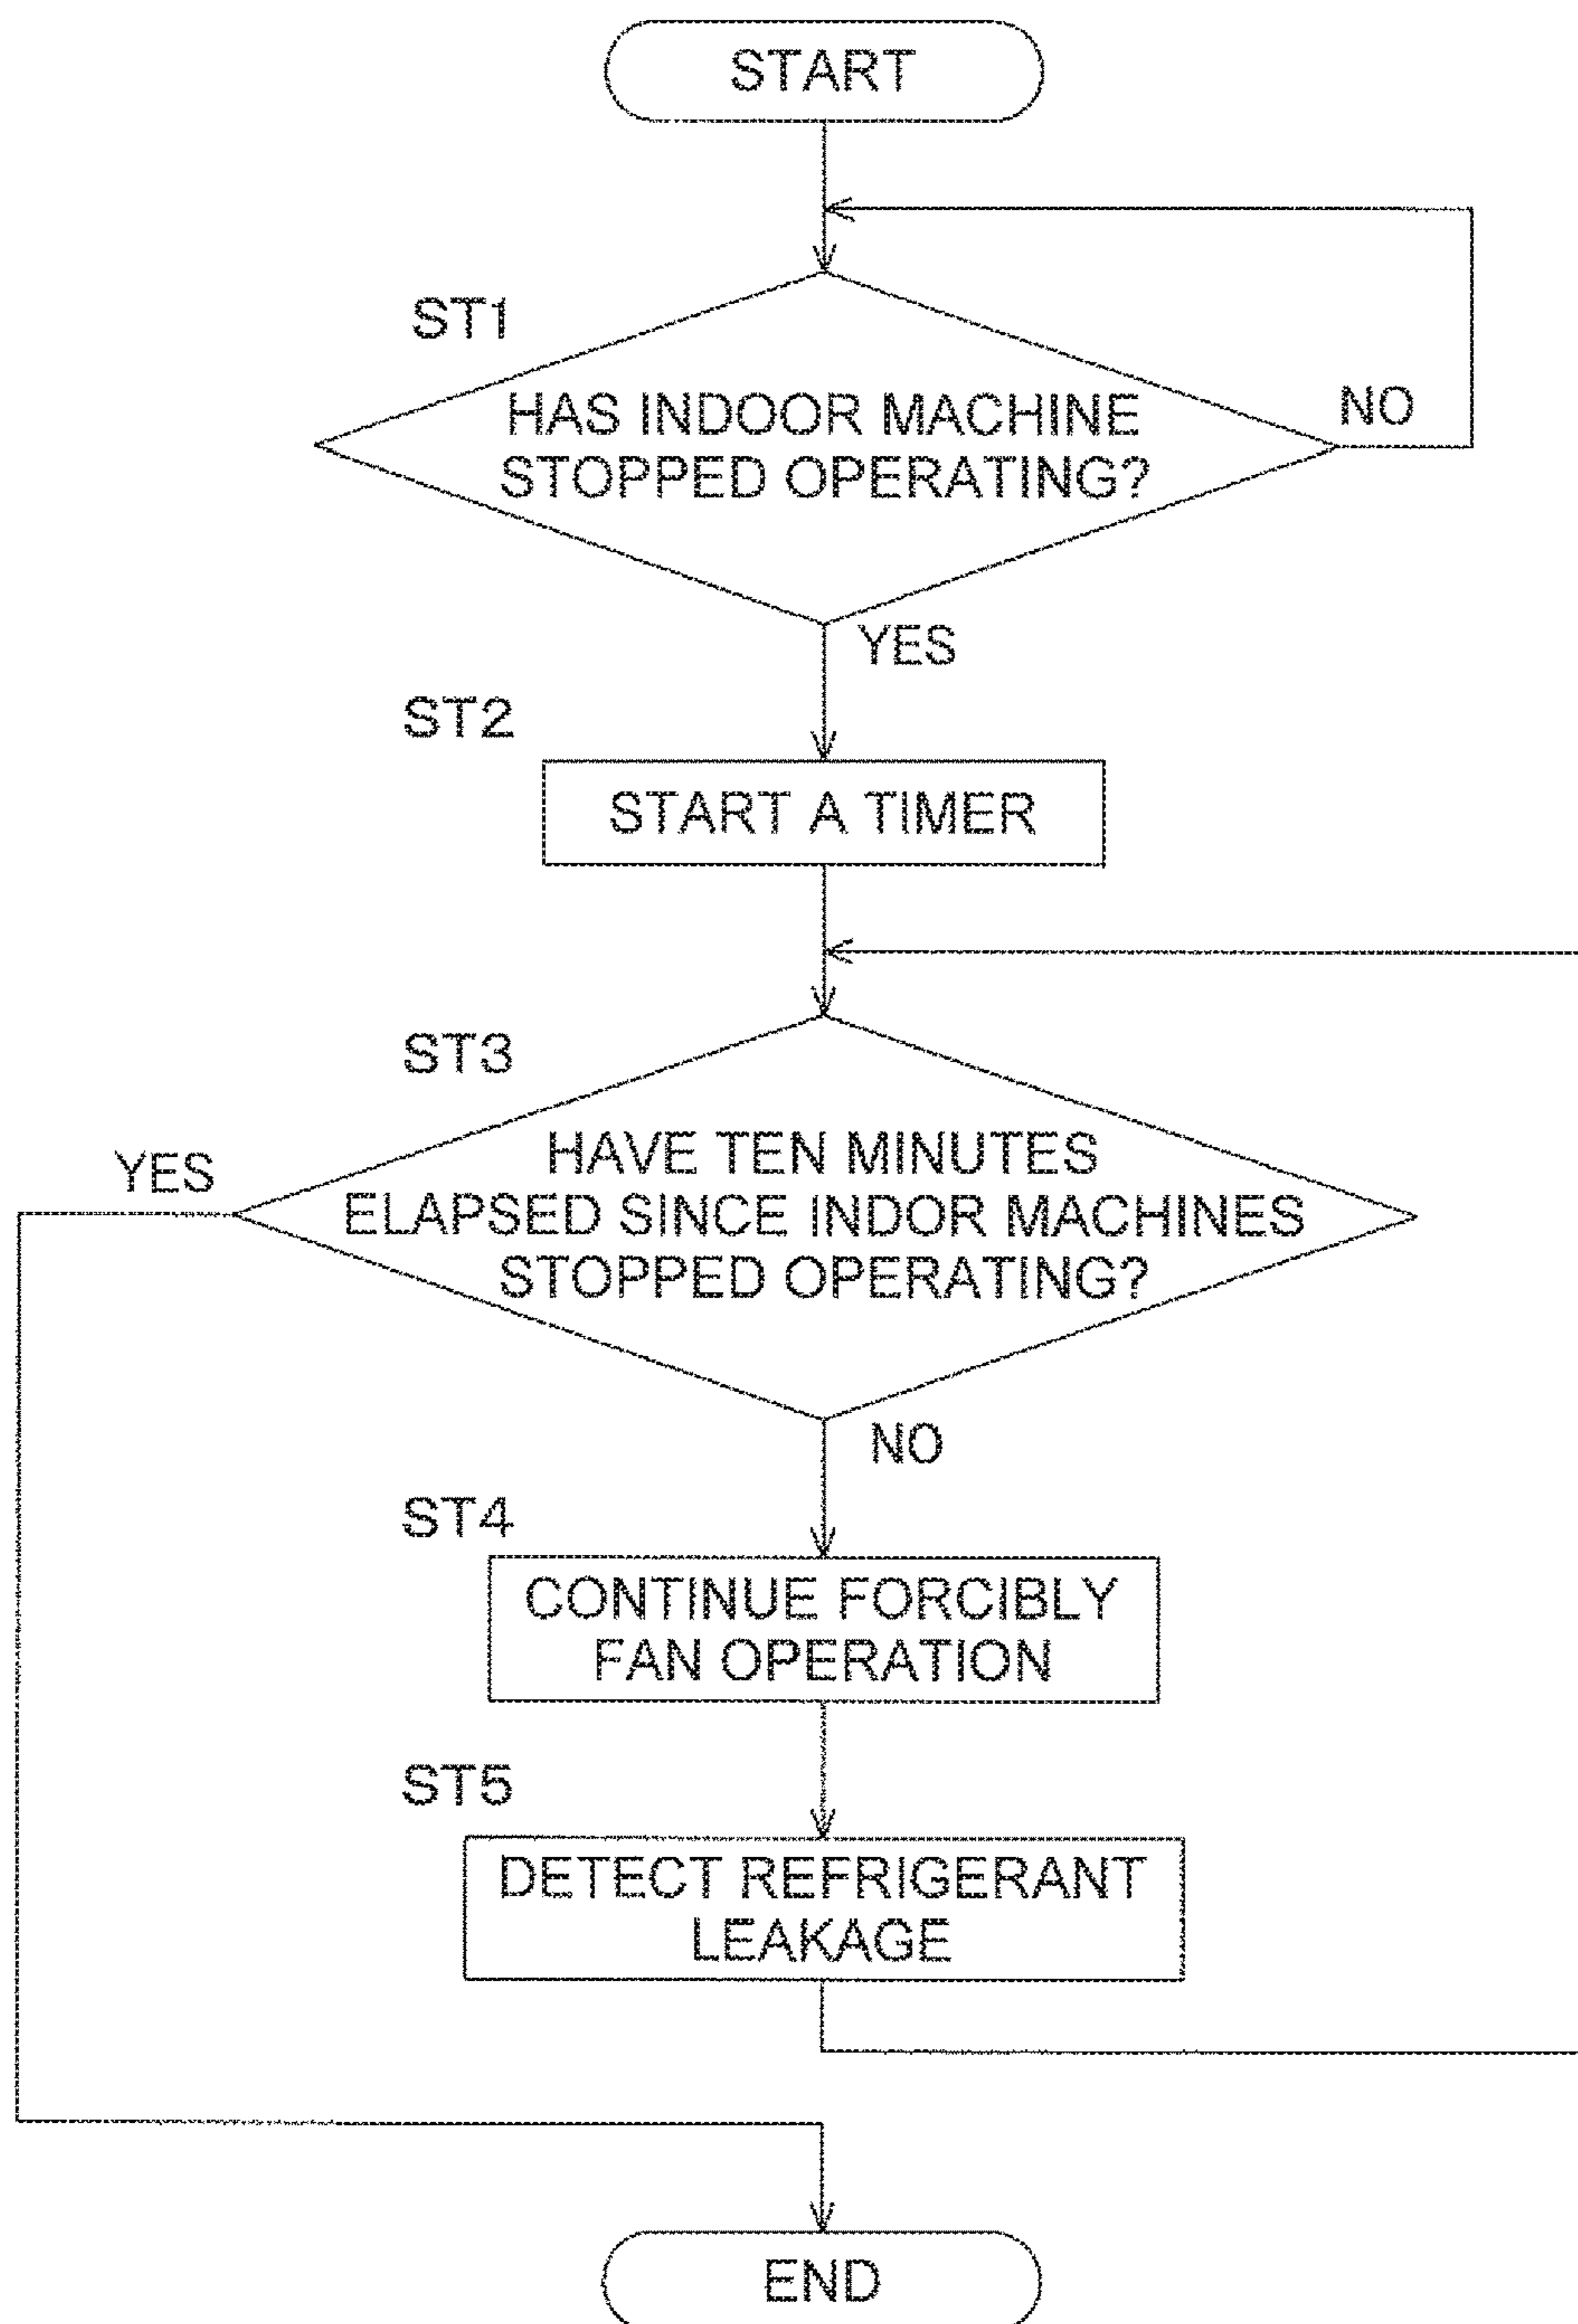 START
ST1
HAS INDOOR MACHINE
STOPPED OPERATING?
NO
YES
ST2
START A TIMER
ST3
YES
HAVE TEN MINUTES
ELAPSED SINCE INDOR MACHINES
STOPPED OPERATING?
NO
ST4
CONTINUE FORCIBLY
FAN OPERATION
ST5
DETECT REFRIGERANT
LEAKAGE
END